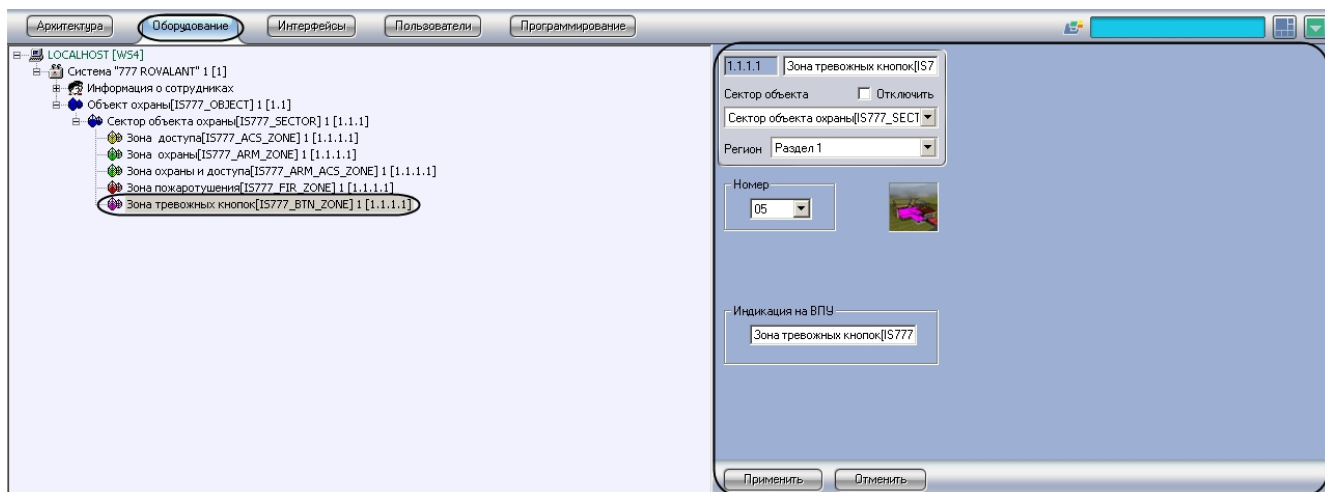 Архитектура Оборудование Интерфейсы Пользователи Программирование
LOCALHOST [WS4]
Система "777 ROVALANT" 1 [1]
Информация о сотрудниках
Объект охраны[IS777_OBJECT] 1 [1.1]
Сектор объекта охраны[IS777_SECTOR] 1 [1.1.1]
Зона доступа[IS777_ACS_ZONE] 1 [1.1.1.1]
Зона охраны[IS777_ARM_ZONE] 1 [1.1.1.1]
Зона охраны и доступа[IS777_ARM_ACS_ZONE] 1 [1.1.1.1]
Зона пожаротушения[IS777_FIR_ZONE] 1 [1.1.1.1]
Зона тревожных кнопок[IS777_BTN_ZONE] 1 [1.1.1.1]
1.1.1.1 Зона тревожных кнопок[IS7
Сектор объекта Отключить
Сектор объекта охраны[IS777_SECT
Регион Раздел 1
Номер
05
Индикация на ВПУ
Зона тревожных кнопок[IS777
Применить Отменить